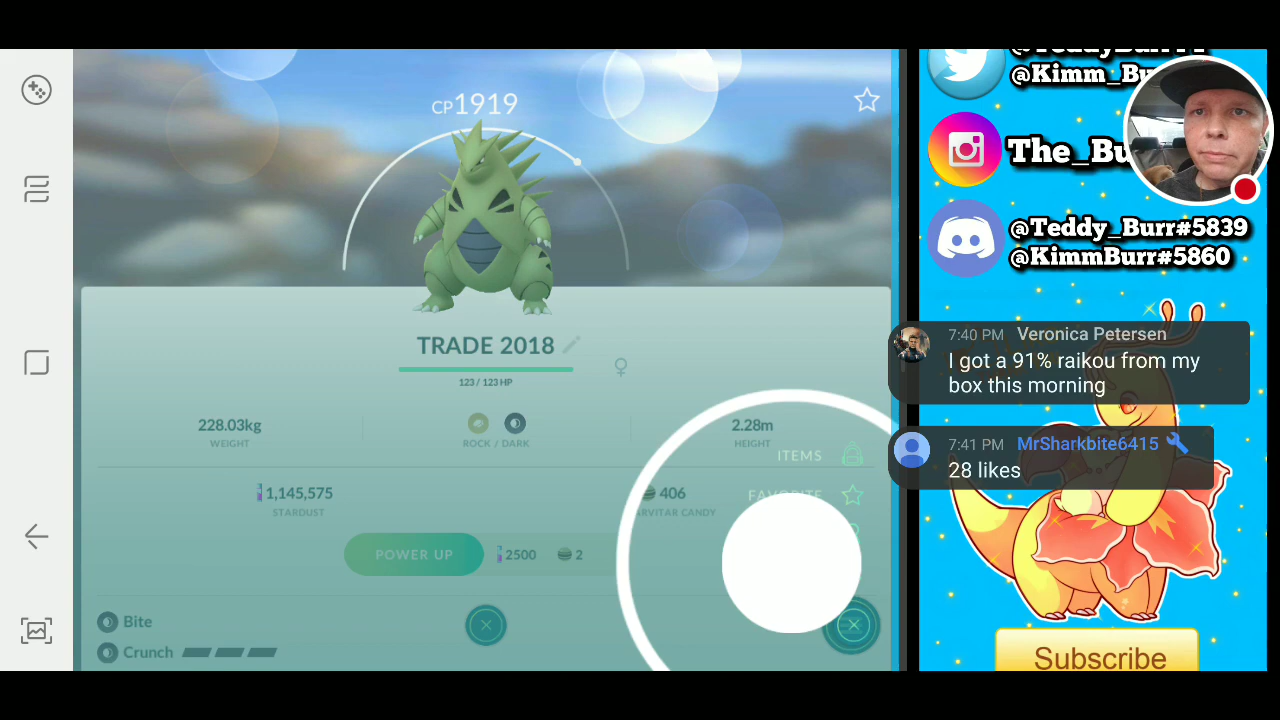 CP1919
TRADE 2018
123 / 123 HP
228.03kg
WEIGHT
ROCK / DARK
2.28m
HEIGHT
ITEMS
FAVORITE
1,145,575
STARDUST
406
ARVITAR CANDY
POWER UP
2500
2
Bite
Crunch
@Kimm_Bu
The_Bu
@Teddy_Burr#5839
@KimmBurr#5860
7:40 PM Veronica Petersen
I got a 91% raikou from my
box this morning
7:41 PM MrSharkbite6415
28 likes
Subscribe